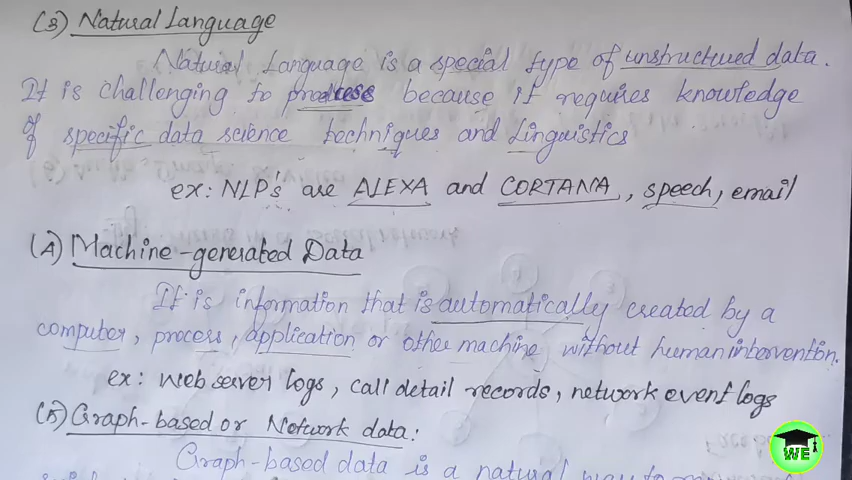 (3) Natural Language
Natural Language is a special type of unstructured data.
It is challenging to process because it requires knowledge
of specific data science techniques and Linguistics
ex: NLP's are ALEXA and CORTANA, speech, email
(4) Machine-generated Data
It is information that is automatically created by a
computer, process, application or other machine without human intervention.
ex: web server logs, call detail records, network event logs
(5) Graph-based or Network data:
Graph-based data is a natural way to
WE